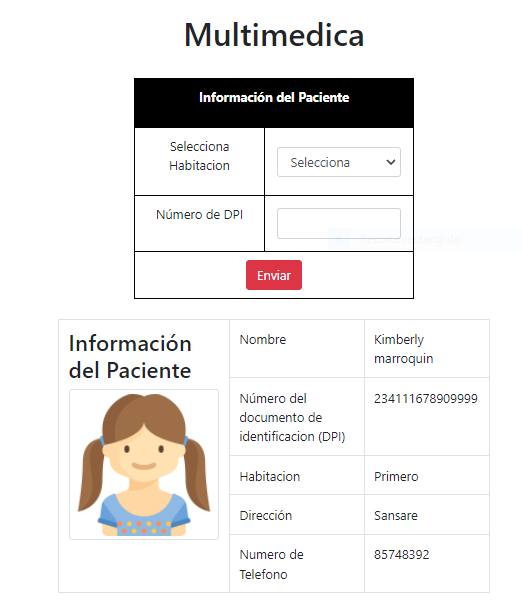 Multimedica
Información del Paciente
Selecciona
Habitacion
Selecciona
Número de DPI
Enviar
Información
del Paciente
Nombre
Kimberly
marroquin
Número del
documento de
identificacion (DPI)
234111678909999
Habitacion
Primero
Dirección
Sansare
Numero de
Telefono
85748392